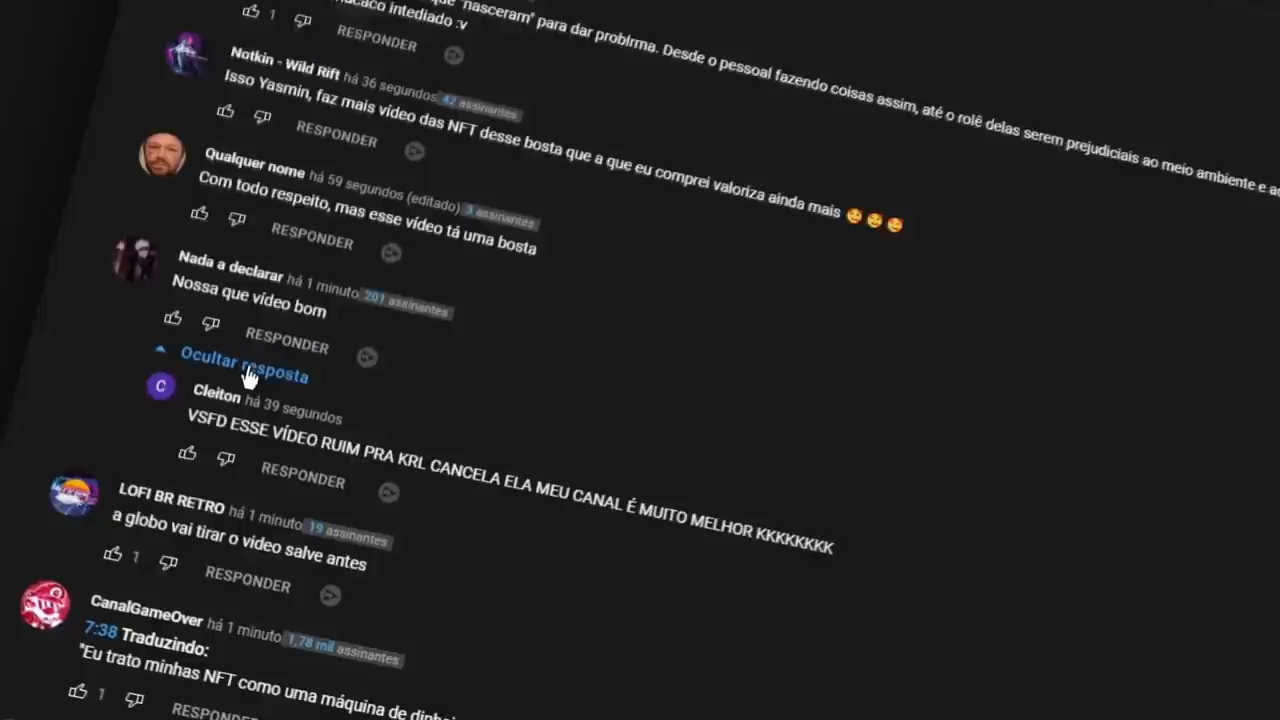 "nasceram" para dar problrma. Desde o pessoal fazendo coisas assim, até o rolê delas serem prejudiciais ao meio ambiente e
intediado :v
1 RESPONDER
Notkin - Wild Rift há 36 segundos 42 assinantes
Isso Yasmin, faz mais vídeo das NFT desse bosta que a que eu comprei valoriza ainda mais 🥰🥰🥰
RESPONDER
Qualquer nome há 59 segundos (editado) 3 assinantes
Com todo respeito, mas esse vídeo tá uma bosta
RESPONDER
Nada a declarar há 1 minuto 201 assinantes
Nossa que vídeo bom
RESPONDER
Ocultar resposta
C
Cleiton há 39 segundos
VSFD ESSE VÍDEO RUIM PRA KRL CANCELA ELA MEU CANAL É MUITO MELHOR KKKKKKKK
RESPONDER
LOFI BR RETRO há 1 minuto 19 assinantes
a globo vai tirar o video salve antes
1 RESPONDER
CanalGameOver há 1 minuto 1,78 mil assinantes
7:38 Traduzindo:
"Eu trato minhas NFT como uma máquina de
1 RESPONDER